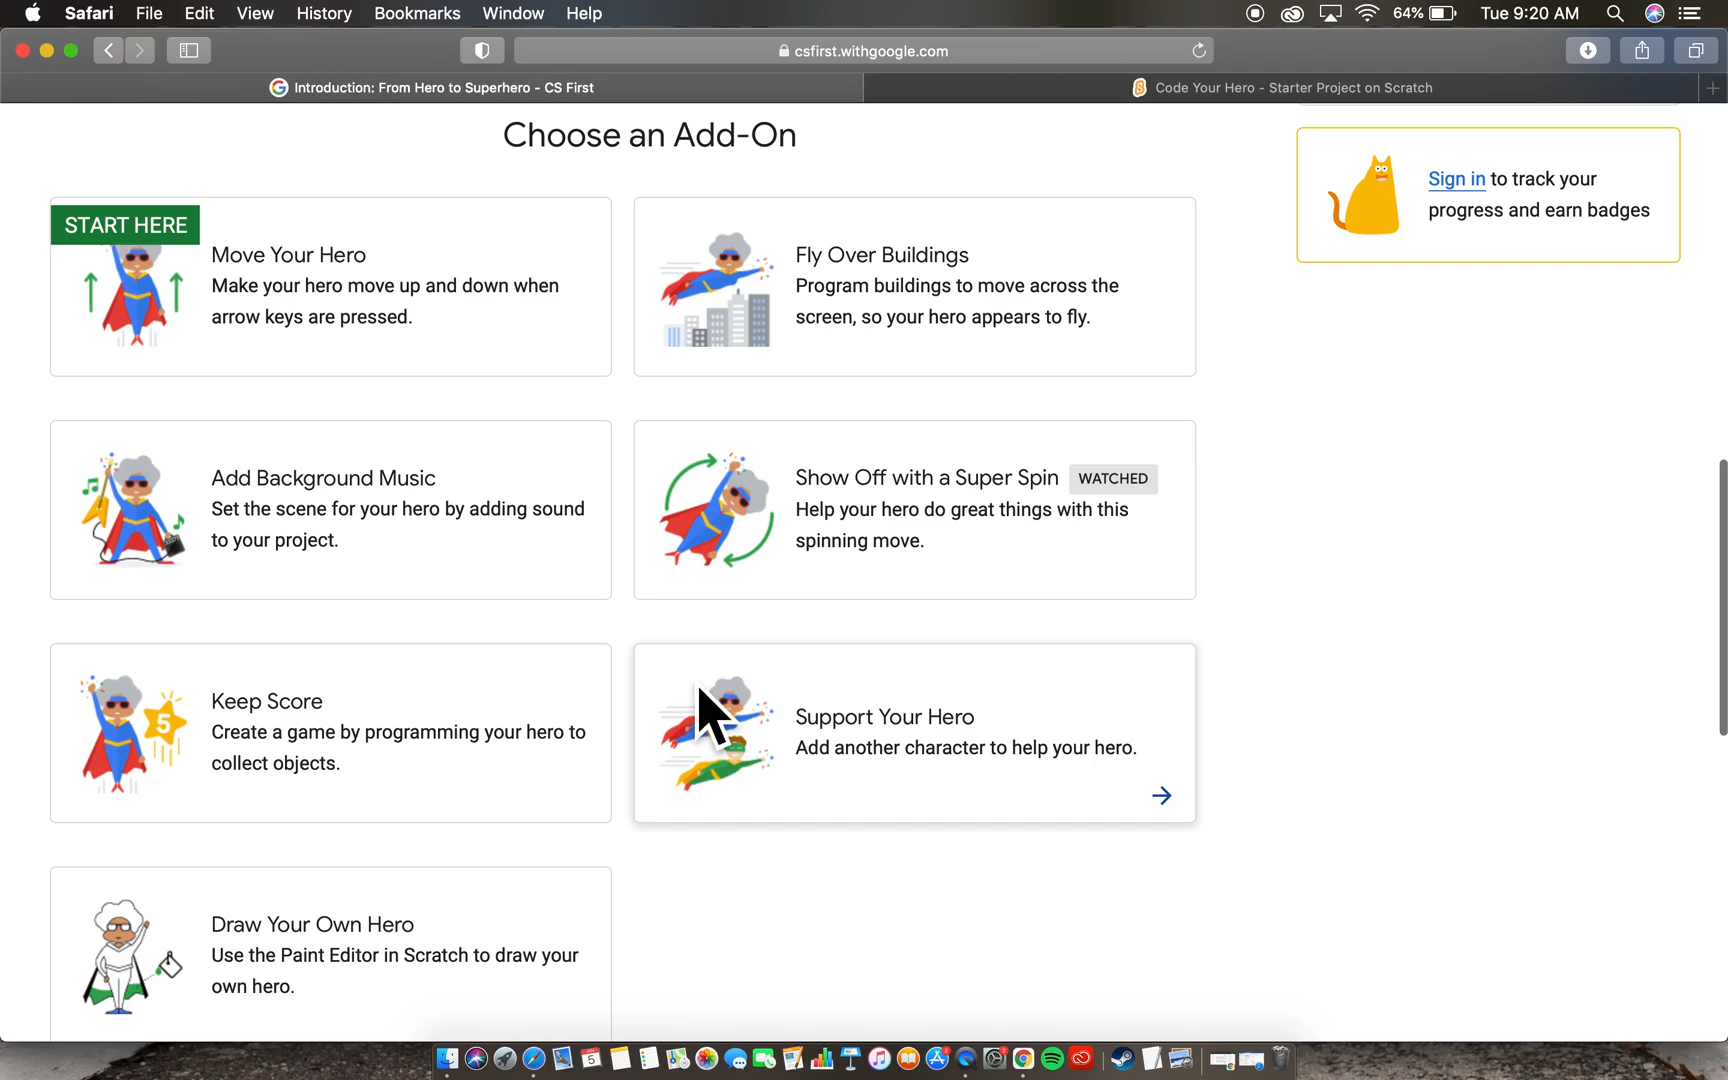 Safari File Edit View History Bookmarks Window Help 64% Tue 9:20 AM
csfirst.withgoogle.com
Introduction: From Hero to Superhero - CS First
Code Your Hero - Starter Project on Scratch
Choose an Add-On
Sign in to track your
progress and earn badges
START HERE
Move Your Hero
Make your hero move up and down when
arrow keys are pressed.
Fly Over Buildings
Program buildings to move across the
screen, so your hero appears to fly.
Add Background Music
Set the scene for your hero by adding sound
to your project.
Show Off with a Super Spin WATCHED
Help your hero do great things with this
spinning move.
Keep Score
Create a game by programming your hero to
collect objects.
5
Support Your Hero
Add another character to help your hero.
Draw Your Own Hero
Use the Paint Editor in Scratch to draw your
own hero.
5